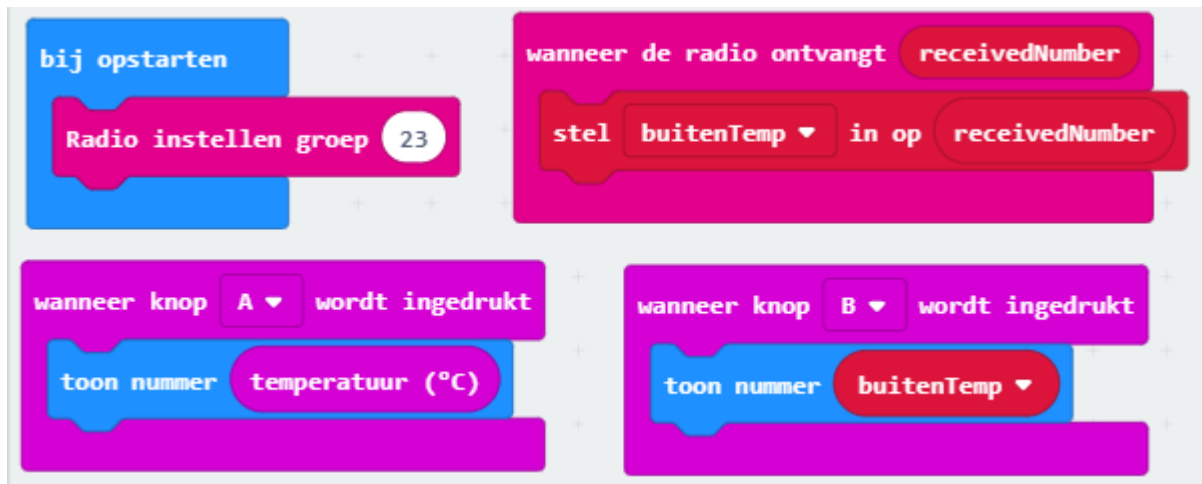 bij opstarten
Radio instellen groep 23
wanneer de radio ontvangt receivedNumber
stel buitenTemp in op receivedNumber
wanneer knop A wordt ingedrukt
toon nummer temperatuur (°C)
wanneer knop B wordt ingedrukt
toon nummer buitenTemp